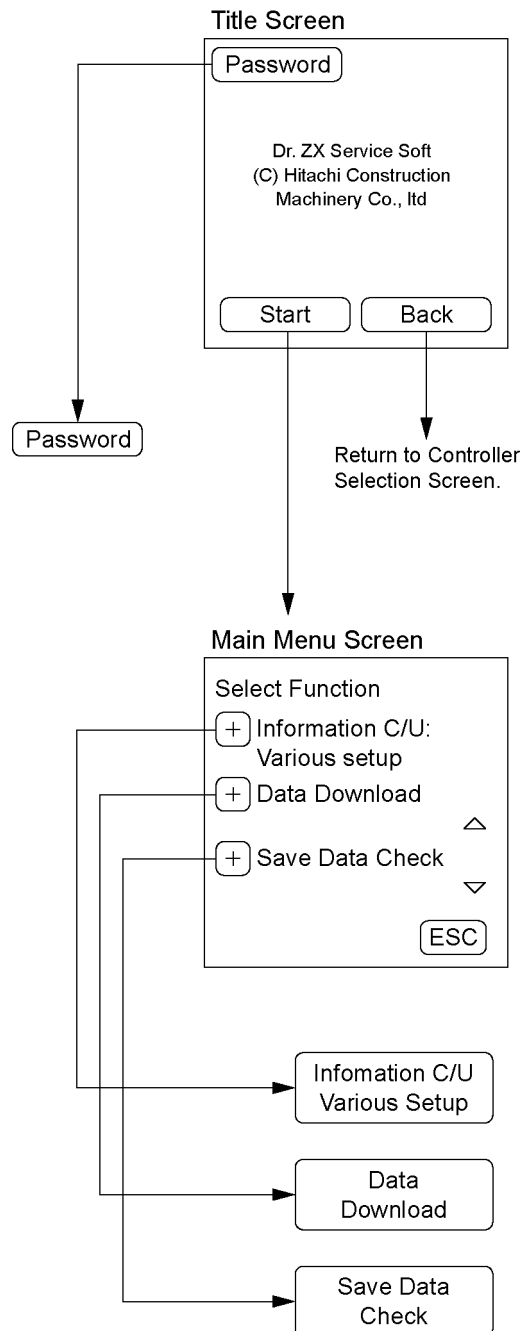 Title Screen
Password
Dr. ZX Service Soft
(C) Hitachi Construction
Machinery Co., ltd
Start
Back
Password
Return to Controller
Selection Screen.
Main Menu Screen
Select Function
+ Information C/U:
Various setup
+ Data Download
+ Save Data Check
ESC
Infomation C/U
Various Setup
Data
Download
Save Data
Check